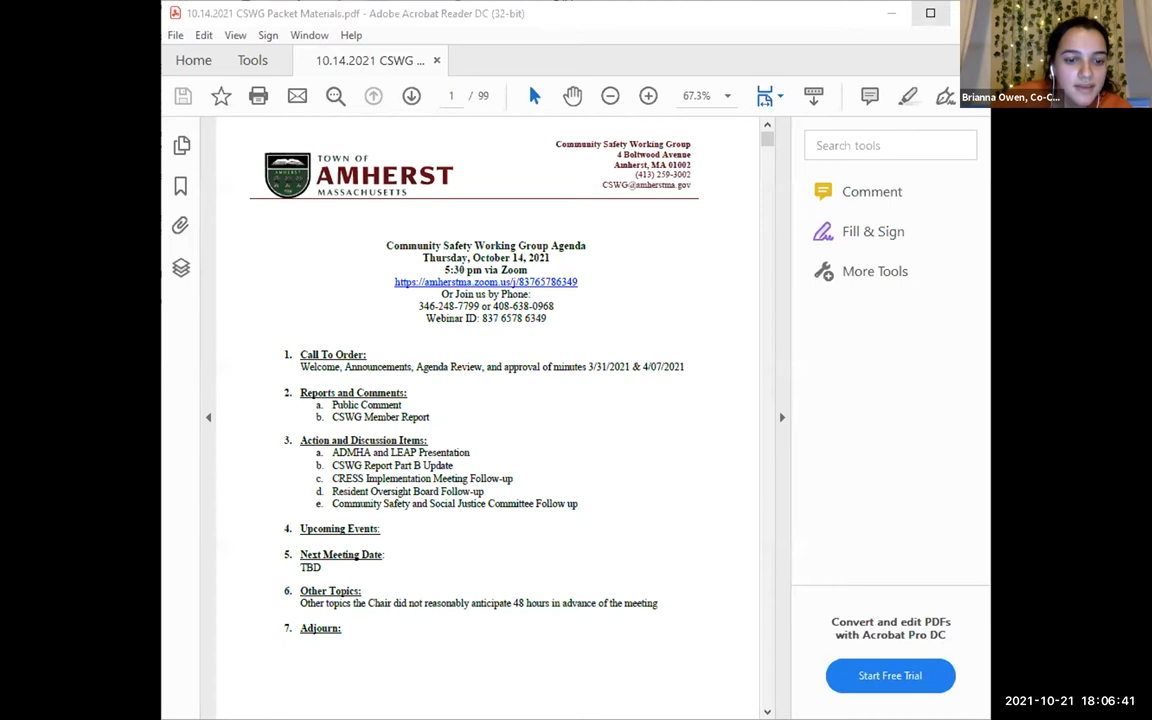 10.14.2021 CSWG Packet Materials.pdf - Adobe Acrobat Reader DC (32-bit)
File Edit View Sign Window Help
Home Tools 10.14.2021 CSWG ... ×
1 / 99 67.3%
Brianna Owen, Co-C...
Search tools
Comment
Fill & Sign
More Tools
Convert and edit PDFs
with Acrobat Pro DC
Start Free Trial
TOWN OF
AMHERST
MASSACHUSETTS
Community Safety Working Group
4 Boltwood Avenue
Amherst, MA 01002
(413) 259-3002
CSWG@amherstma.gov
Community Safety Working Group Agenda
Thursday, October 14, 2021
5:30 pm via Zoom
https://amherstma.zoom.us/j/83765786349
Or Join us by Phone:
346-248-7799 or 408-638-0968
Webinar ID: 837 6578 6349
1. Call To Order:
Welcome, Announcements, Agenda Review, and approval of minutes 3/31/2021 & 4/07/2021
2. Reports and Comments:
a. Public Comment
b. CSWG Member Report
3. Action and Discussion Items:
a. ADMHA and LEAP Presentation
b. CSWG Report Part B Update
c. CRESS Implementation Meeting Follow-up
d. Resident Oversight Board Follow-up
e. Community Safety and Social Justice Committee Follow up
4. Upcoming Events:
5. Next Meeting Date:
TBD
6. Other Topics:
Other topics the Chair did not reasonably anticipate 48 hours in advance of the meeting
7. Adjourn:
2021-10-21 18:06:41